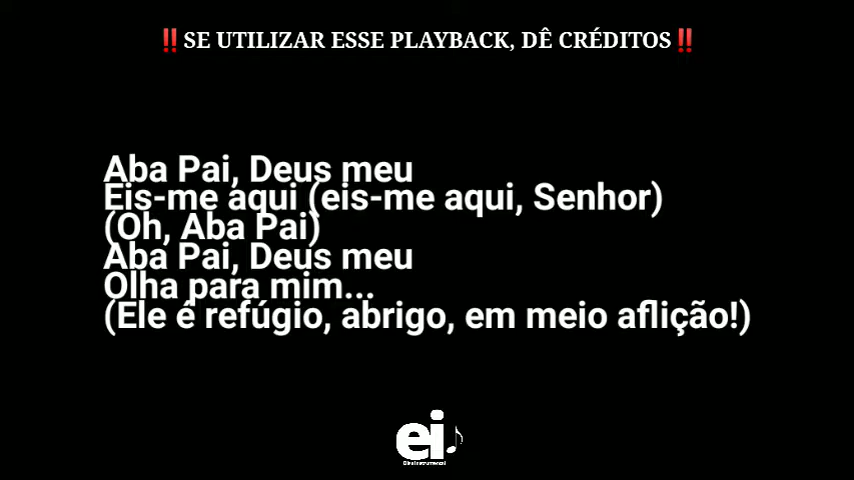 ‼️SE UTILIZAR ESSE PLAYBACK, DÊ CRÉDITOS‼️
Aba Pai, Deus meu
Eis-me aqui (eis-me aqui, Senhor)
(Oh, Aba Pai)
Aba Pai, Deus meu
Olha para mim...
(Ele é refúgio, abrigo, em meio aflição!)
ei